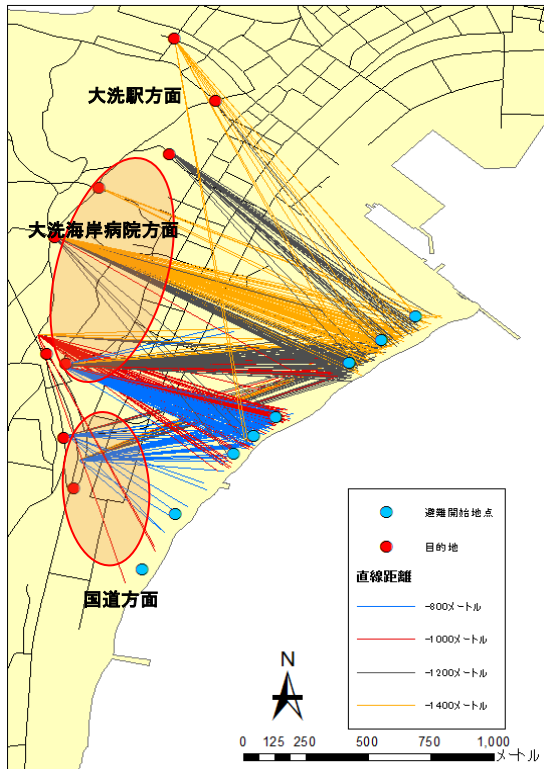 大洗駅方面
大洗海岸病院方面
国道方面
避難開始地点
目的地
直線距離
-800メートル
-1000メートル
-1200メートル
-1400メートル
N
0 125 250 500 750 1,000
メートル